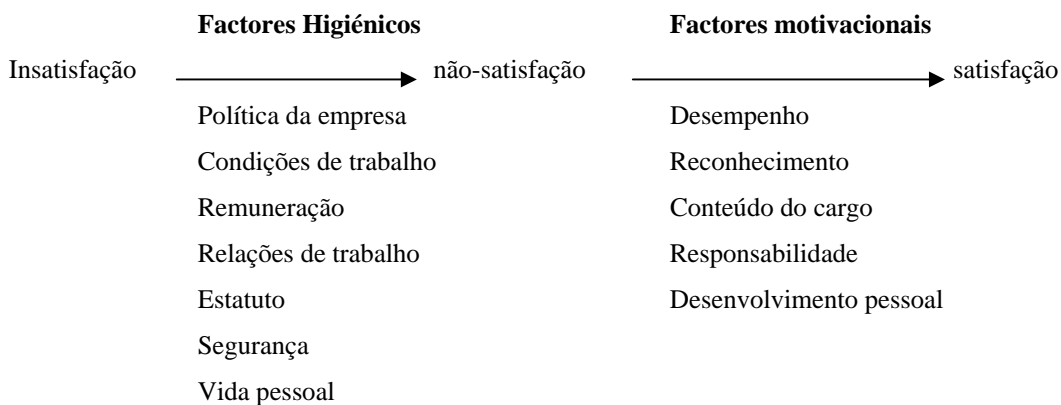 Factores Higiénicos Factores motivacionais
Insatisfação não-satisfação satisfação
Política da empresa Desempenho
Condições de trabalho Reconhecimento
Remuneração Conteúdo do cargo
Relações de trabalho Responsabilidade
Estatuto Desenvolvimento pessoal
Segurança
Vida pessoal